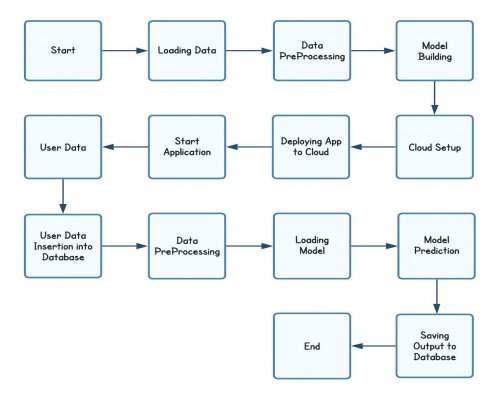 Start
Loading Data
Data
PreProcessing
Model
Building
User Data
Start
Application
Deploying App
to Cloud
Cloud Setup
User Data
Insertion into
Database
Data
PreProcessing
Loading
Model
Model
Prediction
End
Saving
Output to
Database